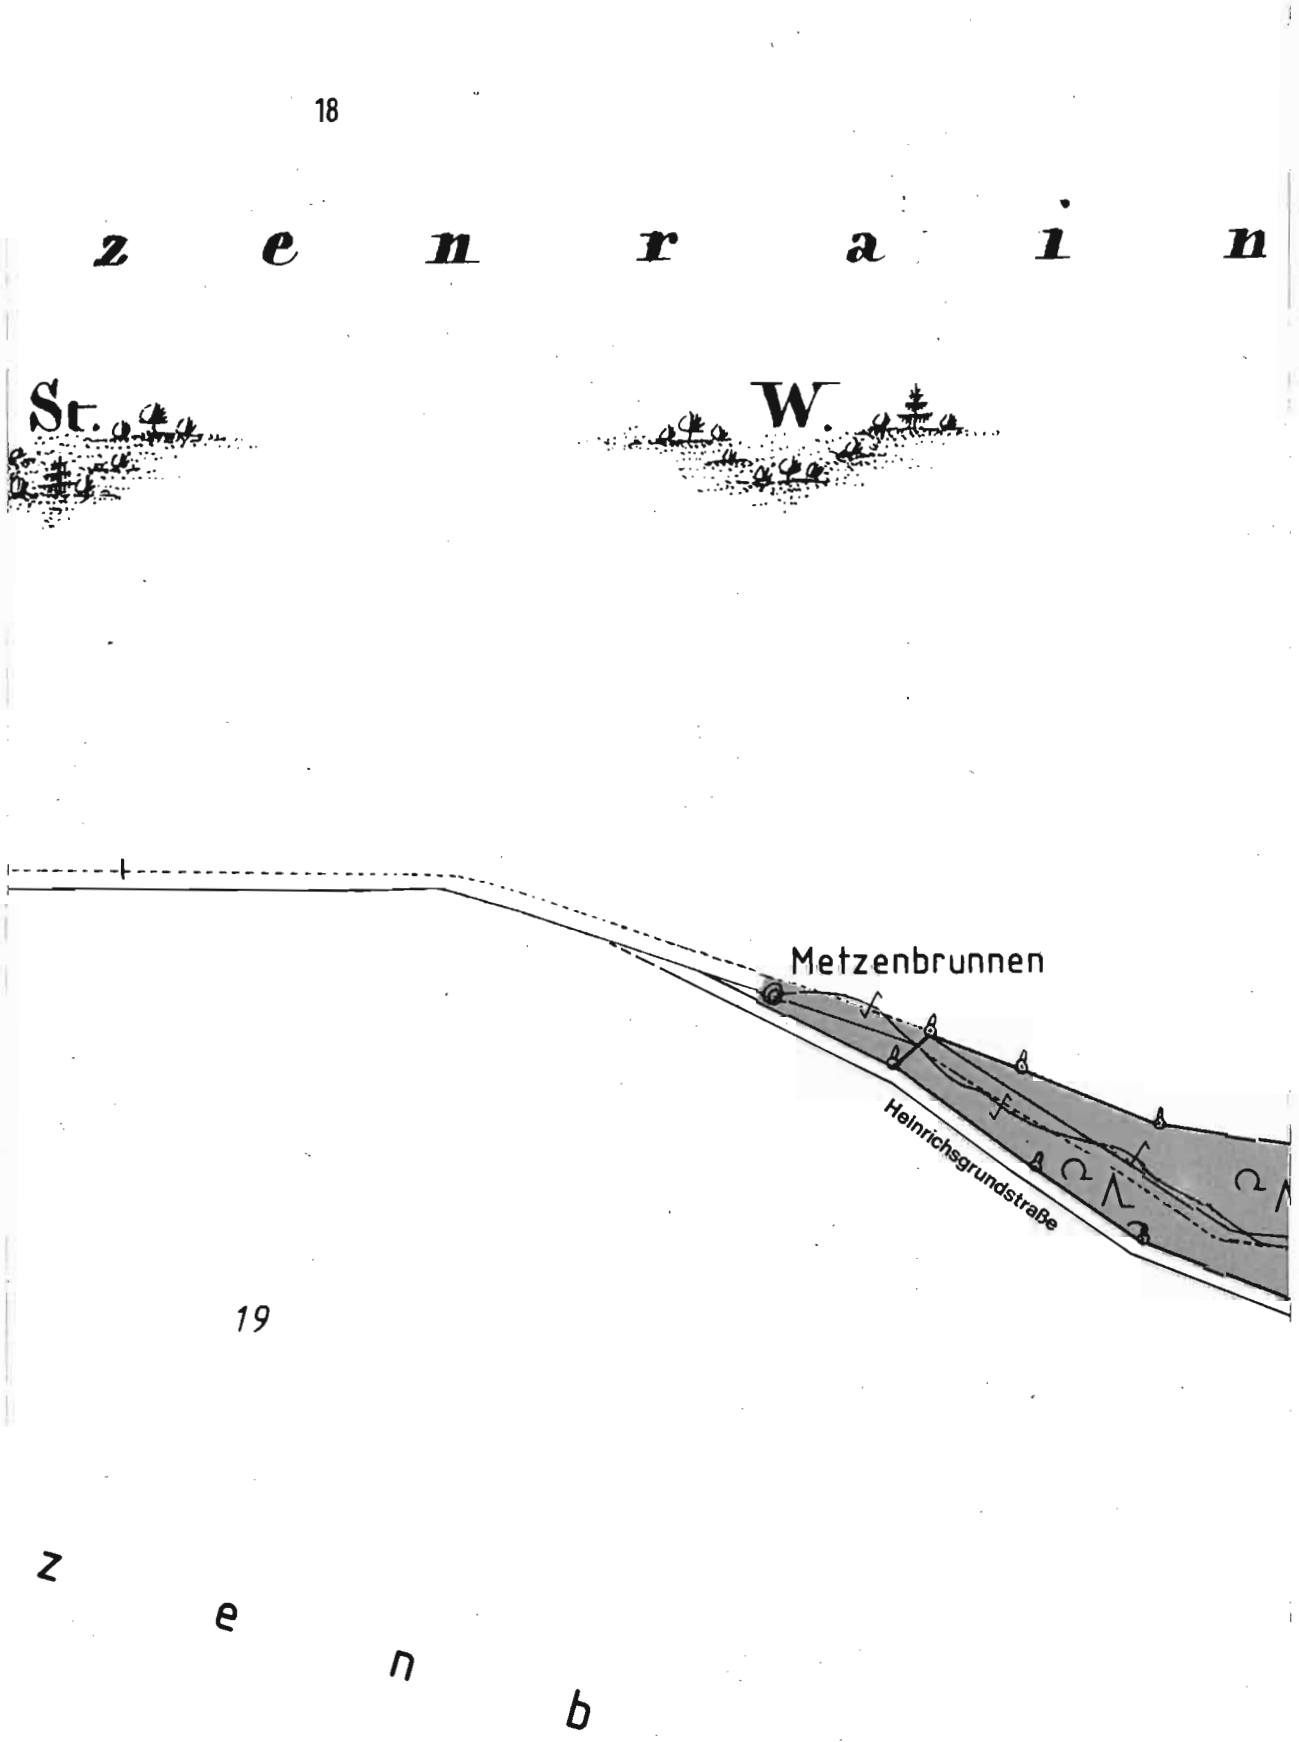 18
z e n r a i n
St. W.
Metzenbrunnen
Heinrichsgrundstraße
19
z e n b